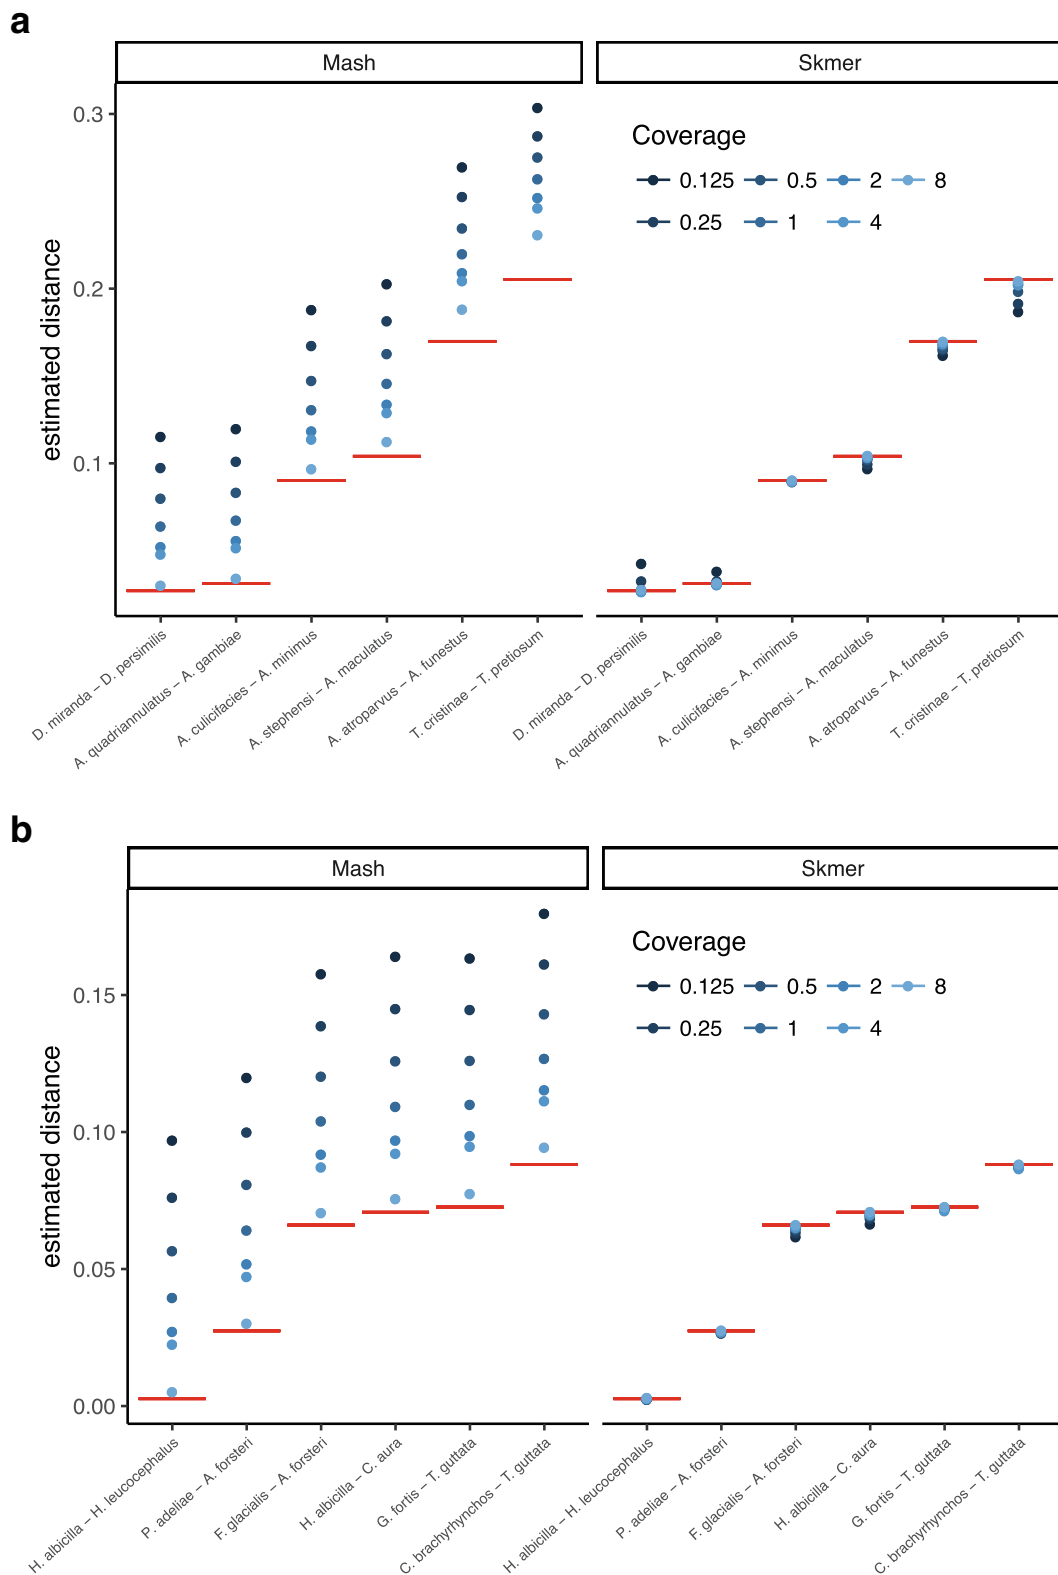 a
Mash
Skmer
Coverage
0.125
0.5
2
8
0.25
1
4
estimated distance
0.3
0.2
0.1
D. miranda – D. persimilis
A. quadriannulatus – A. gambiae
A. culicifacies – A. minimus
A. stephensi – A. maculatus
A. atroparvus – A. funestus
T. cristinae – T. pretiosum
D. miranda – D. persimilis
A. quadriannulatus – A. gambiae
A. culicifacies – A. minimus
A. stephensi – A. maculatus
A. atroparvus – A. funestus
T. cristinae – T. pretiosum
b
Mash
Skmer
Coverage
0.125
0.5
2
8
0.25
1
4
estimated distance
0.15
0.10
0.05
0.00
H. albicilla – H. leucocephalus
P. adeliae – A. forsteri
F. glacialis – A. forsteri
H. albicilla – C. aura
G. fortis – T. guttata
C. brachyrhynchos – T. guttata
H. albicilla – H. leucocephalus
P. adeliae – A. forsteri
F. glacialis – A. forsteri
H. albicilla – C. aura
G. fortis – T. guttata
C. brachyrhynchos – T. guttata